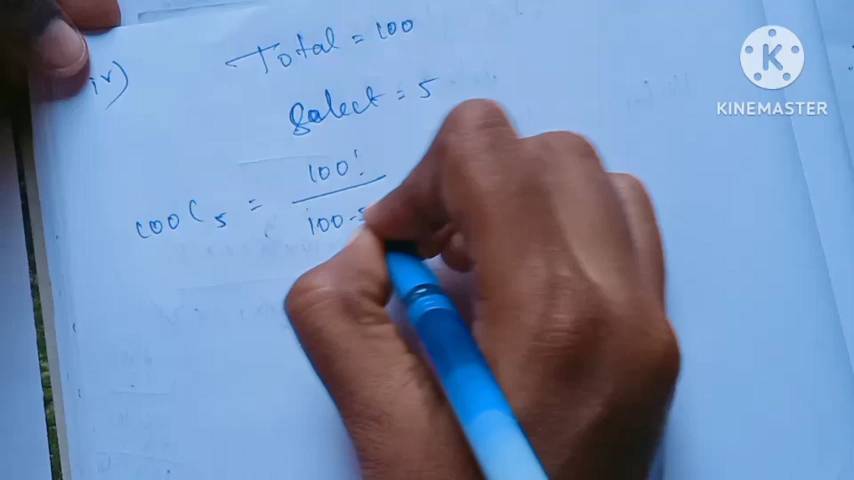 iv)
Total = 100
Select = 5
100C5 = 100!
100-5
KINEMASTER